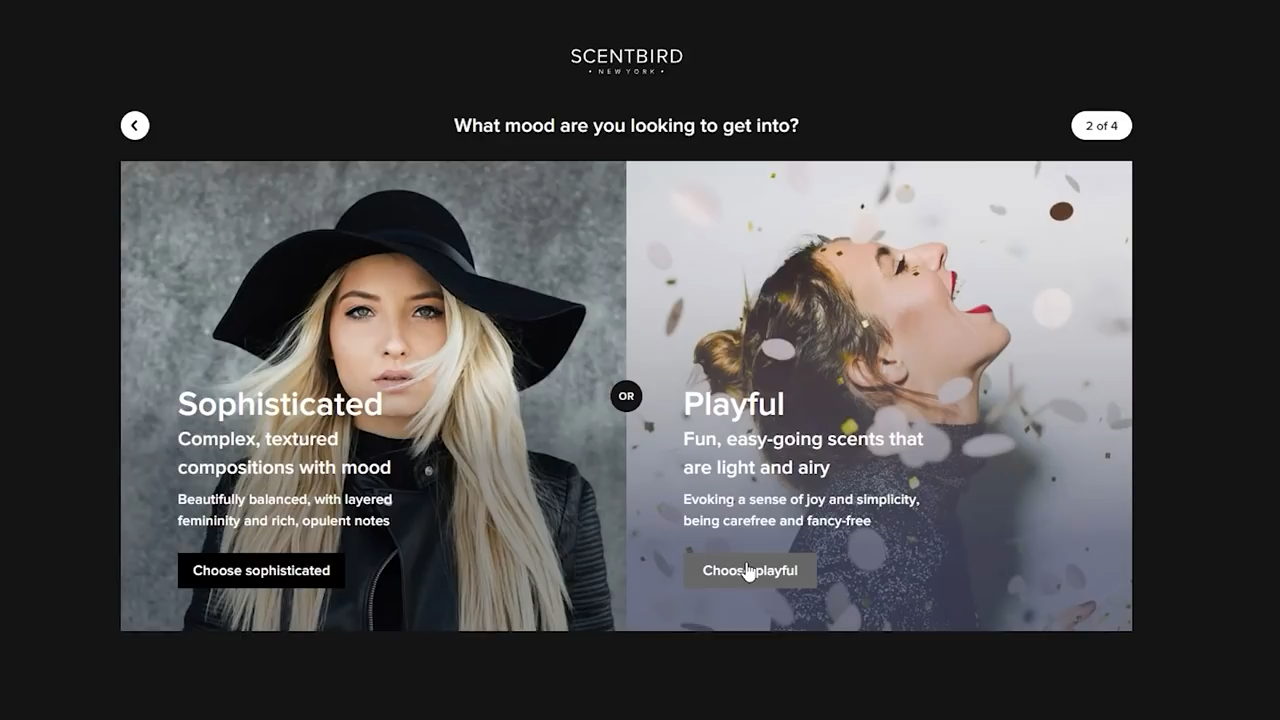 SCENTBIRD
• NEW YORK •
What mood are you looking to get into?
2 of 4
Sophisticated
Complex, textured
compositions with mood
Beautifully balanced, with layered
femininity and rich, opulent notes
Choose sophisticated
OR
Playful
Fun, easy-going scents that
are light and airy
Evoking a sense of joy and simplicity,
being carefree and fancy-free
Choose playful